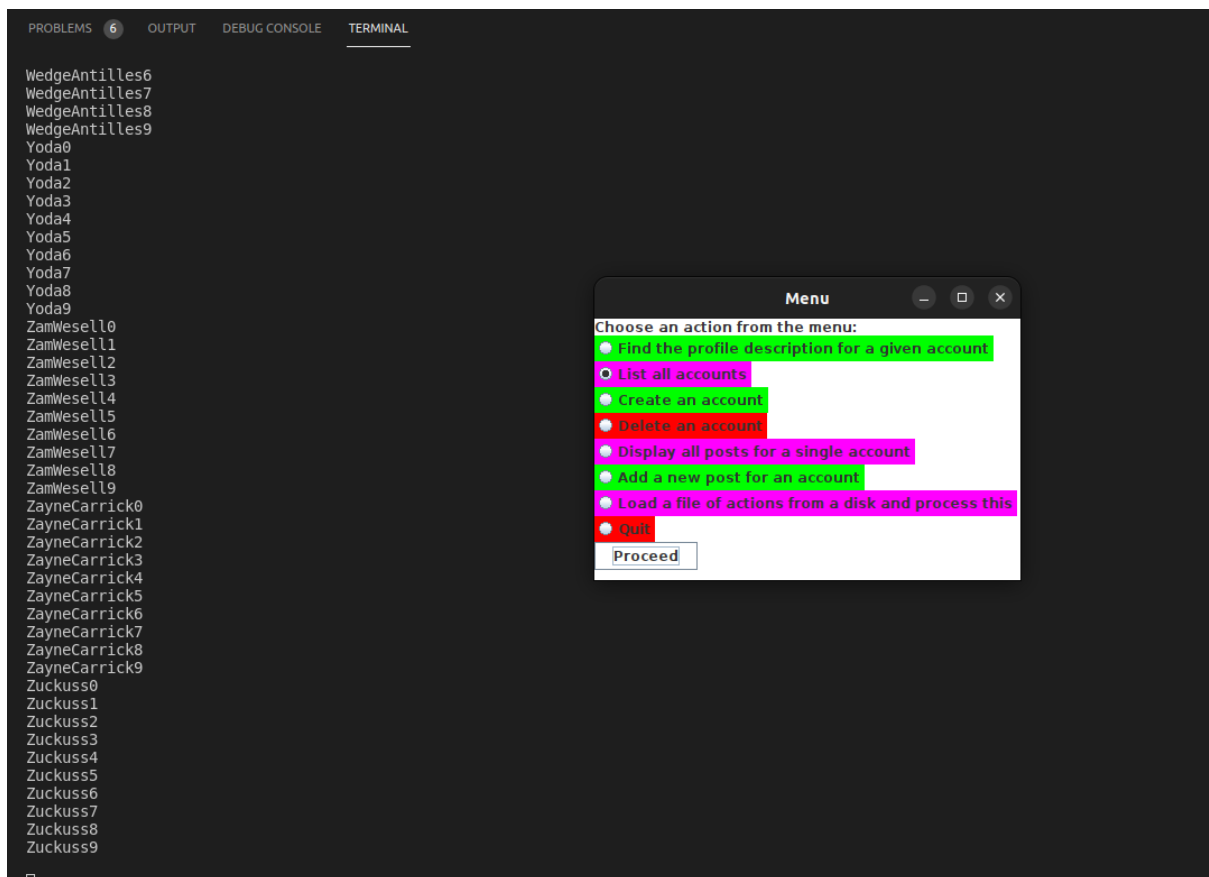 PROBLEMS 6 OUTPUT DEBUG CONSOLE TERMINAL
WedgeAntilles6
WedgeAntilles7
WedgeAntilles8
WedgeAntilles9
Yoda0
Yoda1
Yoda2
Yoda3
Yoda4
Yoda5
Yoda6
Yoda7
Yoda8
Yoda9
ZamWesell0
ZamWesell1
ZamWesell2
ZamWesell3
ZamWesell4
ZamWesell5
ZamWesell6
ZamWesell7
ZamWesell8
ZamWesell9
ZayneCarrick0
ZayneCarrick1
ZayneCarrick2
ZayneCarrick3
ZayneCarrick4
ZayneCarrick5
ZayneCarrick6
ZayneCarrick7
ZayneCarrick8
ZayneCarrick9
Zuckuss0
Zuckuss1
Zuckuss2
Zuckuss3
Zuckuss4
Zuckuss5
Zuckuss6
Zuckuss7
Zuckuss8
Zuckuss9
Menu
Choose an action from the menu:
Find the profile description for a given account
List all accounts
Create an account
Delete an account
Display all posts for a single account
Add a new post for an account
Load a file of actions from a disk and process this
Quit
Proceed